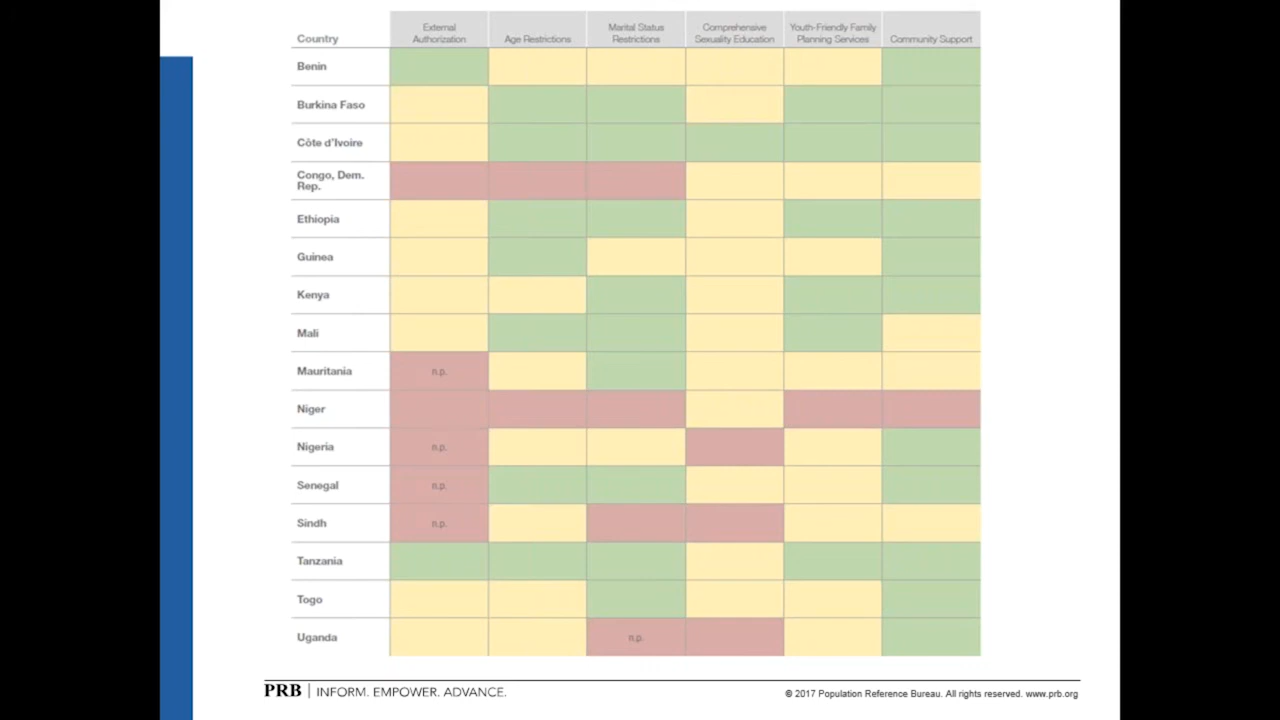 Country
External
Authorization
Age Restrictions
Marital Status
Restrictions
Comprehensive
Sexuality Education
Youth-Friendly Family
Planning Services
Community Support
Benin
Burkina Faso
Côte d'Ivoire
Congo, Dem.
Rep.
Ethiopia
Guinea
Kenya
Mali
Mauritania n.p.
Niger
Nigeria n.p.
Senegal n.p.
Sindh n.p.
Tanzania
Togo
Uganda n.p.
PRB | INFORM. EMPOWER. ADVANCE.
© 2017 Population Reference Bureau. All rights reserved. www.prb.org